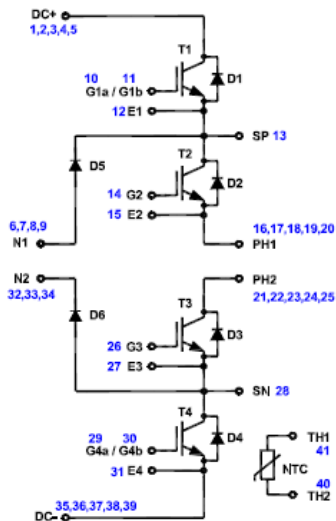 DC+
1,2,3,4,5
T1
10 11
D1
G1a / G1b
12 E1
SP 13
T2
D5
D2
14 G2
6,7,8,9
15 E2
16,17,18,19,20
N1
PH1
N2
PH2
32,33,34
21,22,23,24,25
T3
D6
26 G3
D3
27 E3
SN 28
T4
29 30
D4
TH1
G4a / G4b
41
31 E4
NTC
40
35,36,37,38,39
TH2
DC-